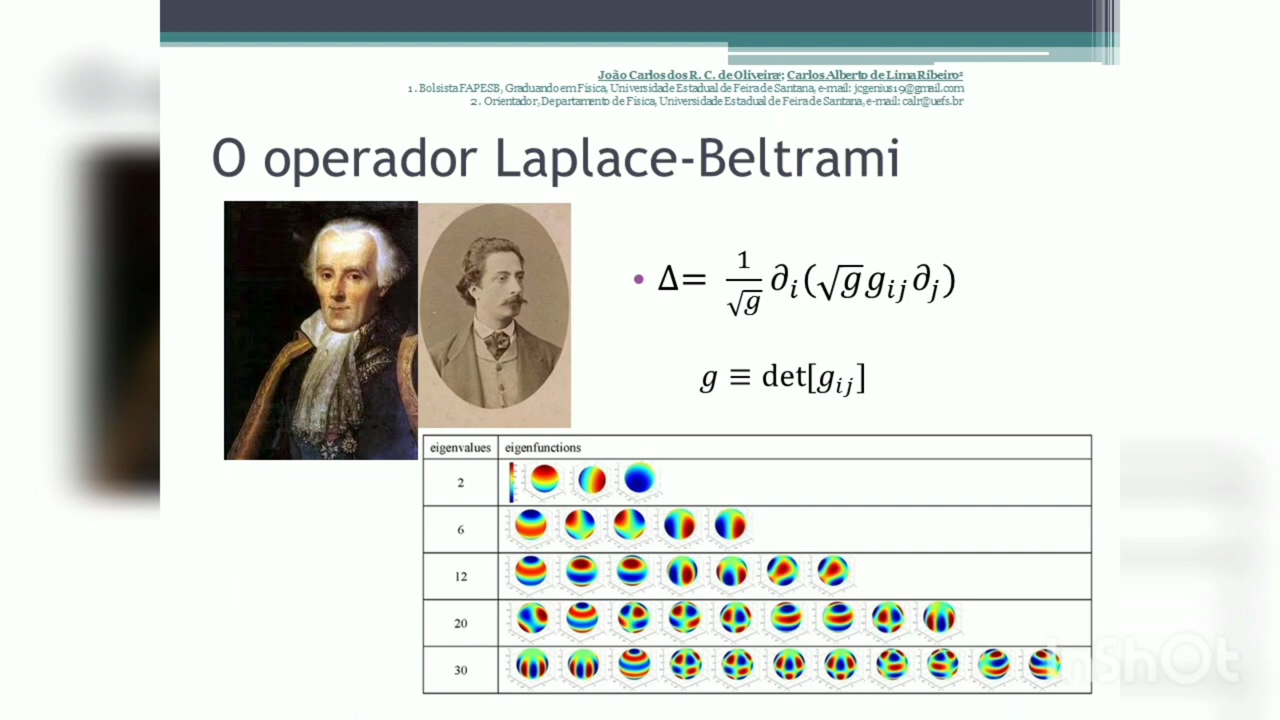 João Carlos dos R. C. de Oliveira¹; Carlos Alberto de Lima Ribeiro²
1. Bolsista FAPESB, Graduando em Física, Universidade Estadual de Feira de Santana, e-mail: jcgenius19@gmail.com
2. Orientador, Departamento de Física, Universidade Estadual de Feira de Santana, e-mail: calr@uefs.br
O operador Laplace-Beltrami
• Δ= 1/√g ∂ᵢ(√g gᵢⱼ∂ⱼ)
g ≡ det[gᵢⱼ]
eigenvalues eigenfunctions
2
6
12
20
30
InShOt